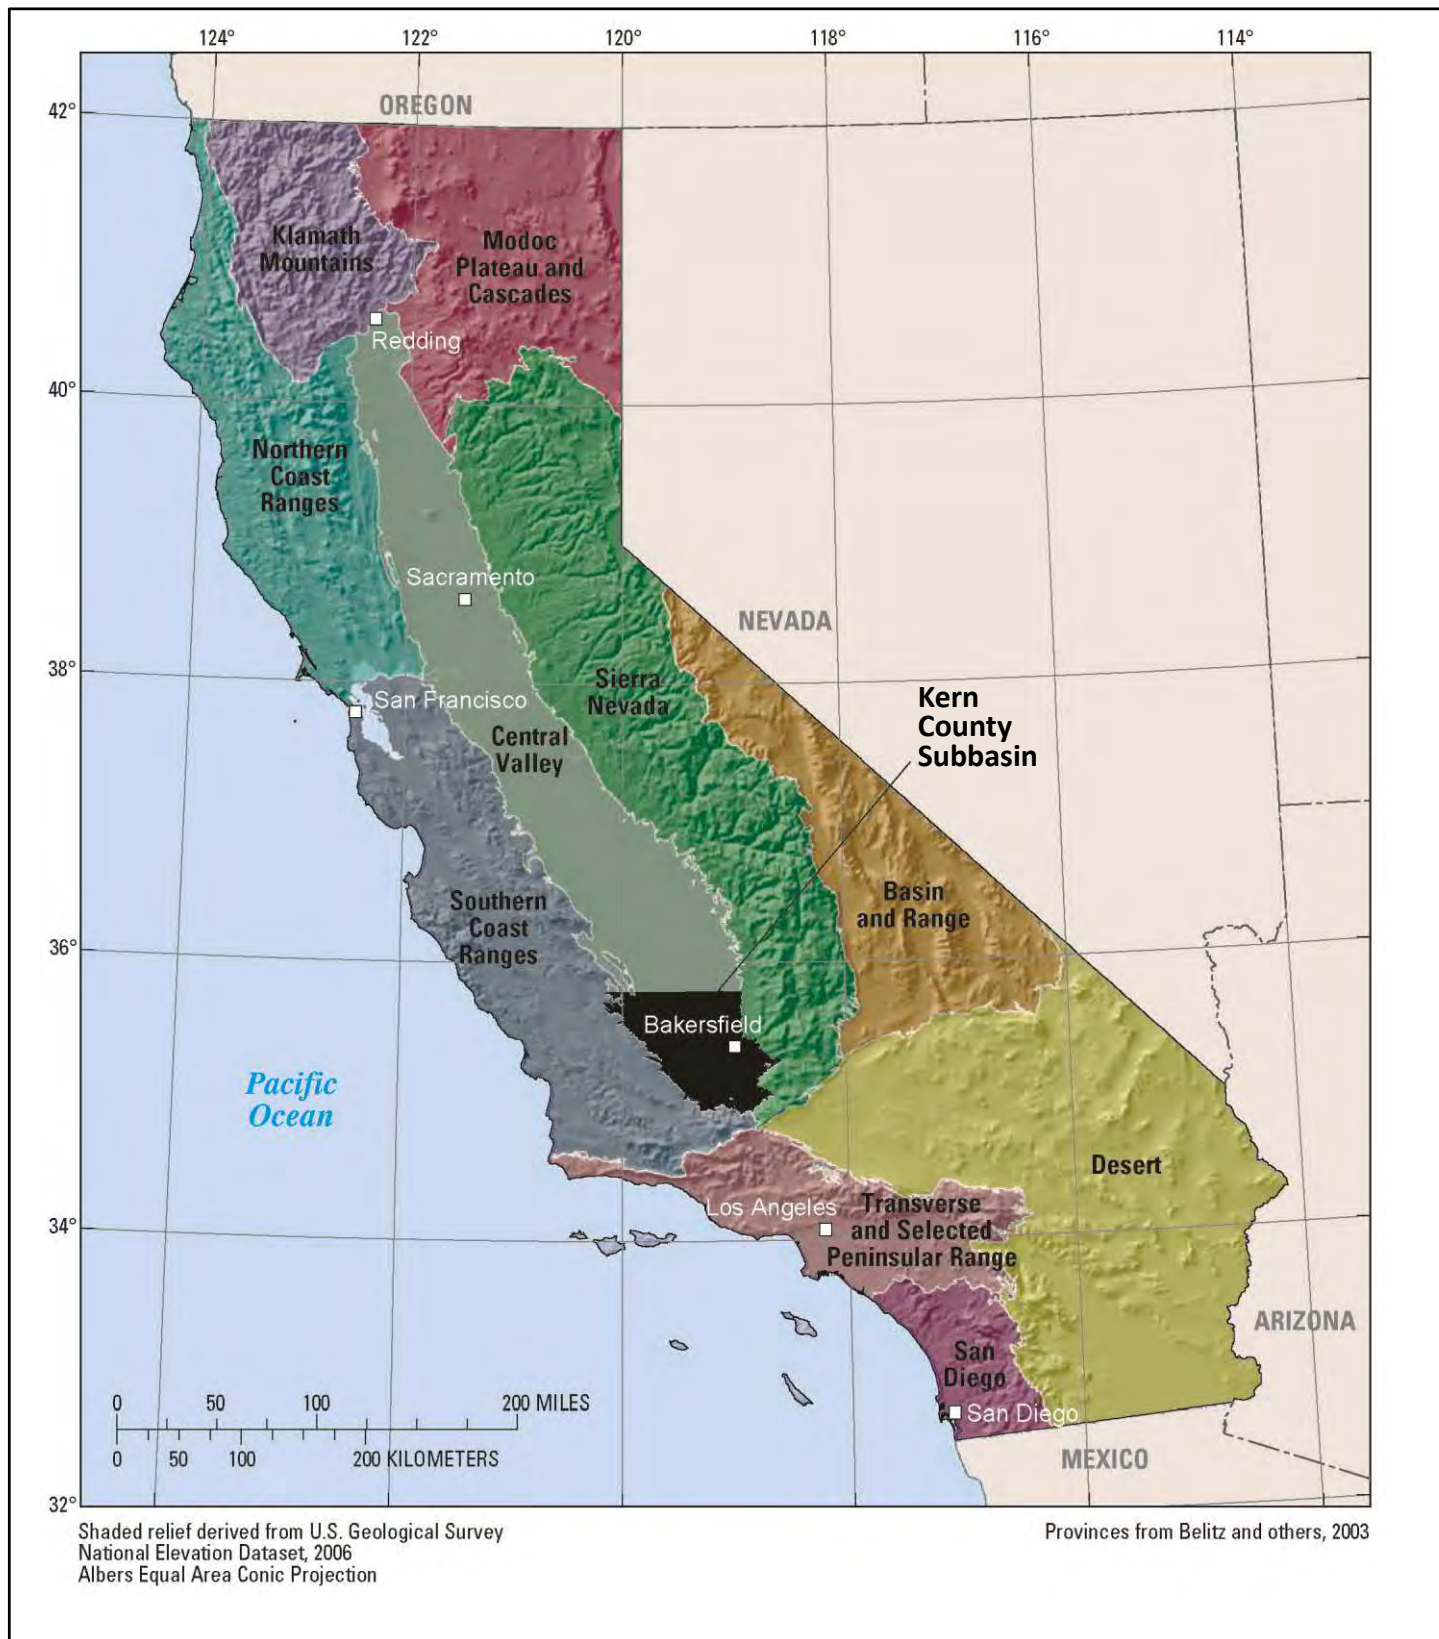 124°
122°
120°
118°
116°
114°
42°
OREGON
Klamath
Mountains
Modoc
Plateau and
Cascades
Redding
40°
Northern
Coast
Ranges
Sacramento
NEVADA
38°
San Francisco
Sierra
Nevada
Kern
County
Subbasin
Central
Valley
Southern
Coast
Ranges
Basin
and Range
36°
Bakersfield
Pacific
Ocean
Desert
Los Angeles
Transverse
and Selected
Peninsular Range
34°
ARIZONA
San
Diego
San Diego
MEXICO
0 50 100 200 MILES
0 50 100 200 KILOMETERS
32°
Shaded relief derived from U.S. Geological Survey
National Elevation Dataset, 2006
Albers Equal Area Conic Projection
Provinces from Belitz and others, 2003